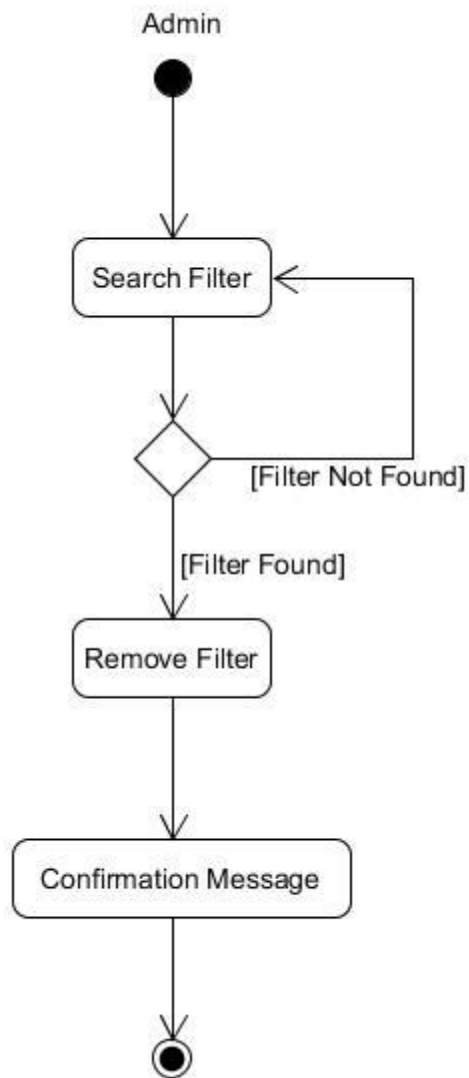 Admin
Search Filter
[Filter Not Found]
[Filter Found]
Remove Filter
Confirmation Message